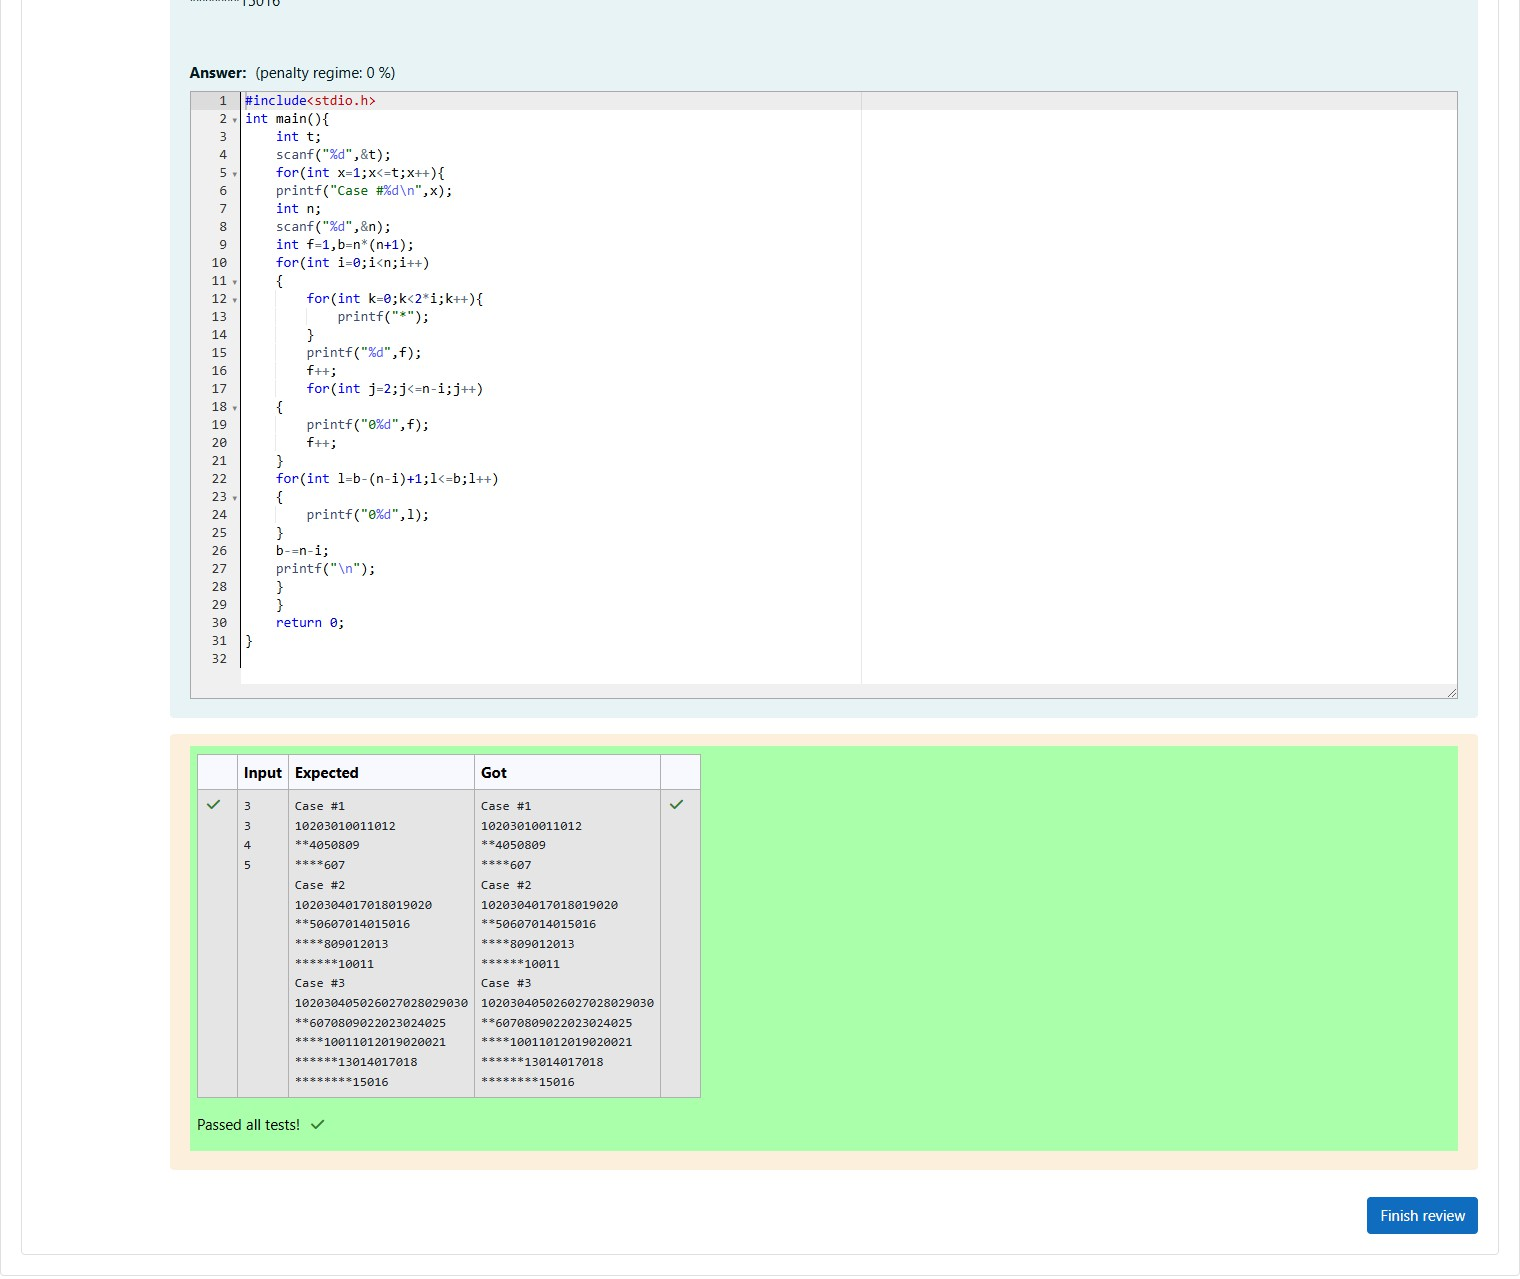 ********15016
Answer: (penalty regime: 0 %)
1 #include<stdio.h>
2 int main(){
3     int t;
4     scanf("%d",&t);
5     for(int x=1;x<=t;x++){
6     printf("Case #%d\n",x);
7     int n;
8     scanf("%d",&n);
9     int f=1,b=n*(n+1);
10     for(int i=0;i<n;i++)
11     {
12         for(int k=0;k<2*i;k++){
13             printf("*");
14         }
15         printf("%d",f);
16         f++;
17         for(int j=2;j<=n-i;j++)
18     {
19         printf("0%d",f);
20         f++;
21     }
22     for(int l=b-(n-i)+1;l<=b;l++)
23     {
24         printf("0%d",l);
25     }
26     b-=n-i;
27     printf("\n");
28     }
29     }
30     return 0;
31 }
32
Input Expected Got
3 Case #1 Case #1
3 10203010011012 10203010011012
4 **4050809 **4050809
5 ****607 ****607
Case #2 Case #2
1020304017018019020 1020304017018019020
**50607014015016 **50607014015016
****809012013 ****809012013
******10011 ******10011
Case #3 Case #3
102030405026027028029030 102030405026027028029030
**6070809022023024025 **6070809022023024025
****10011012019020021 ****10011012019020021
******13014017018 ******13014017018
********15016 ********15016
Passed all tests!
Finish review